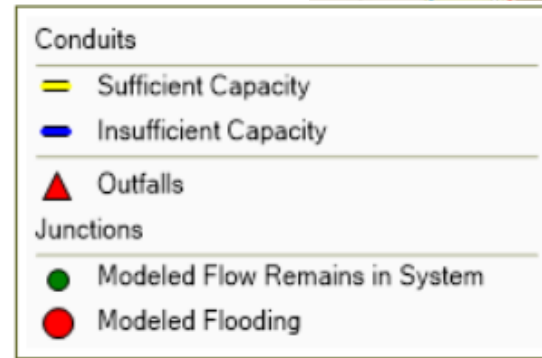 Conduits
Sufficient Capacity
Insufficient Capacity
Outfalls
Junctions
Modeled Flow Remains in System
Modeled Flooding